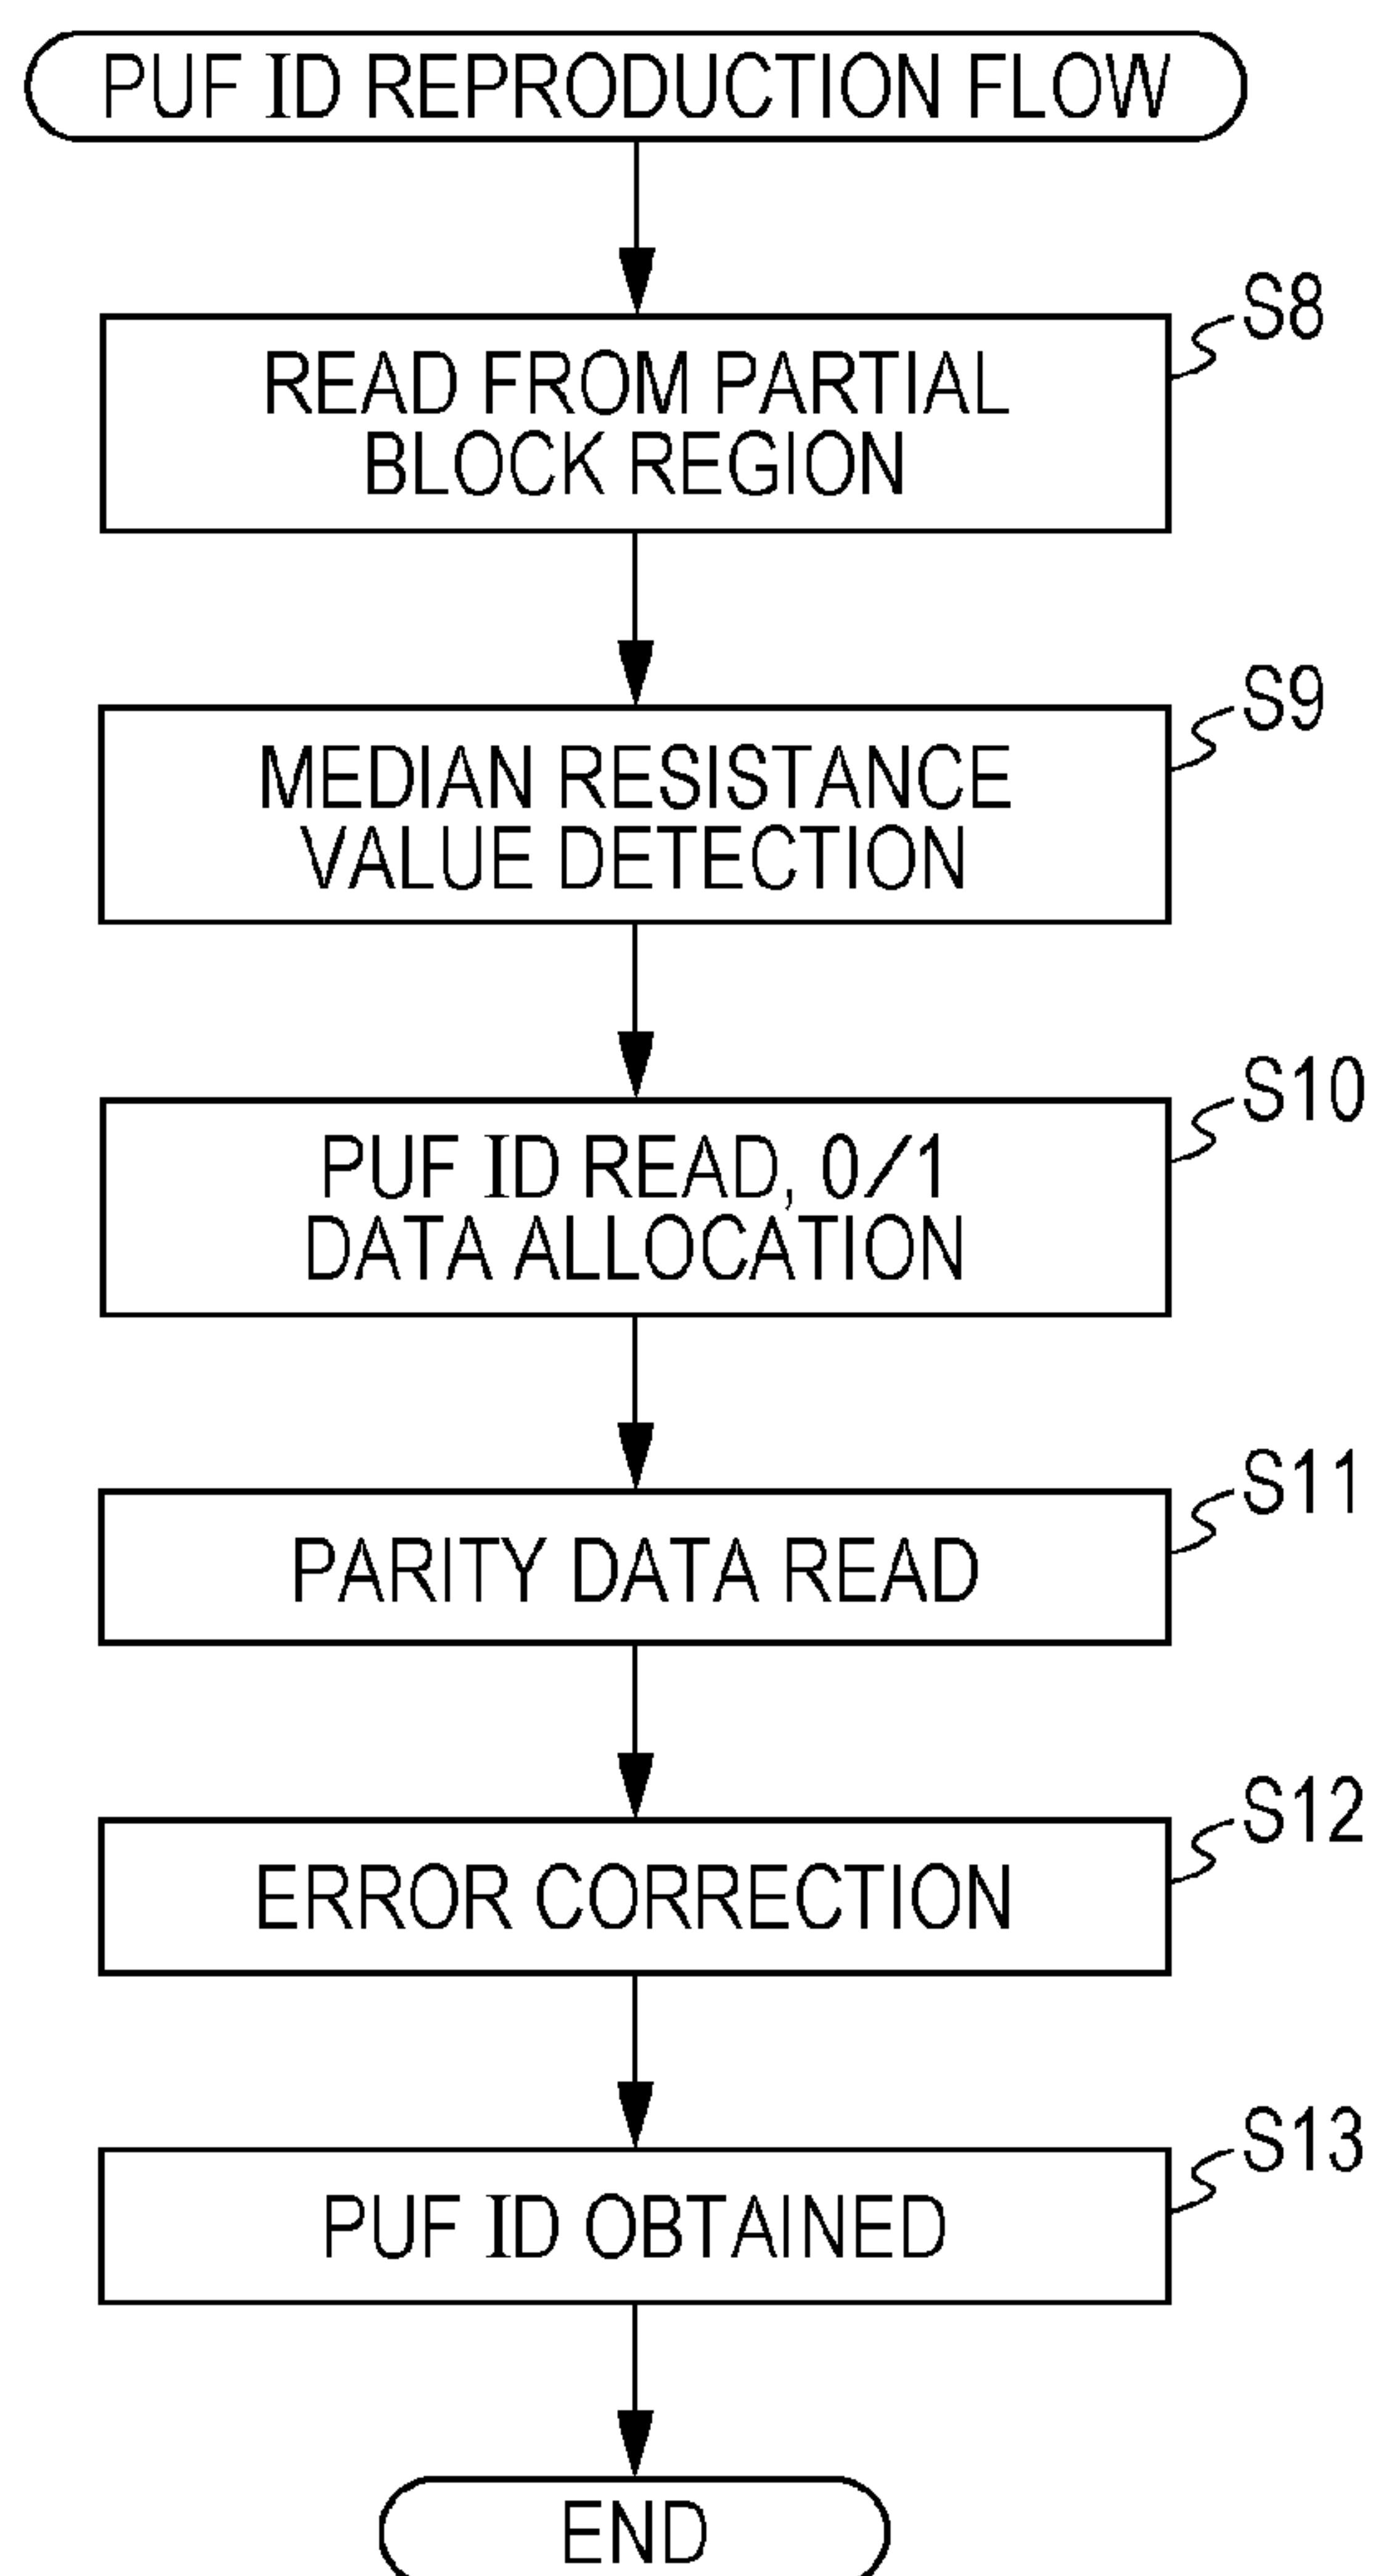 PUF ID REPRODUCTION FLOW
S8
READ FROM PARTIAL
BLOCK REGION
S9
MEDIAN RESISTANCE
VALUE DETECTION
S10
PUF ID READ, 0/1
DATA ALLOCATION
S11
PARITY DATA READ
S12
ERROR CORRECTION
S13
PUF ID OBTAINED
END